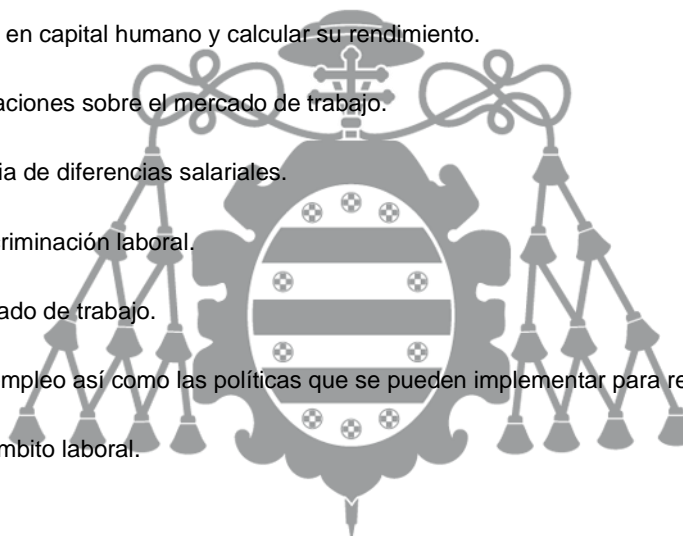 en capital humano y calcular su rendimiento.
aciones sobre el mercado de trabajo.
ia de diferencias salariales.
criminación laboral.
ado de trabajo.
mpleo así como las políticas que se pueden implementar para re
mbito laboral.